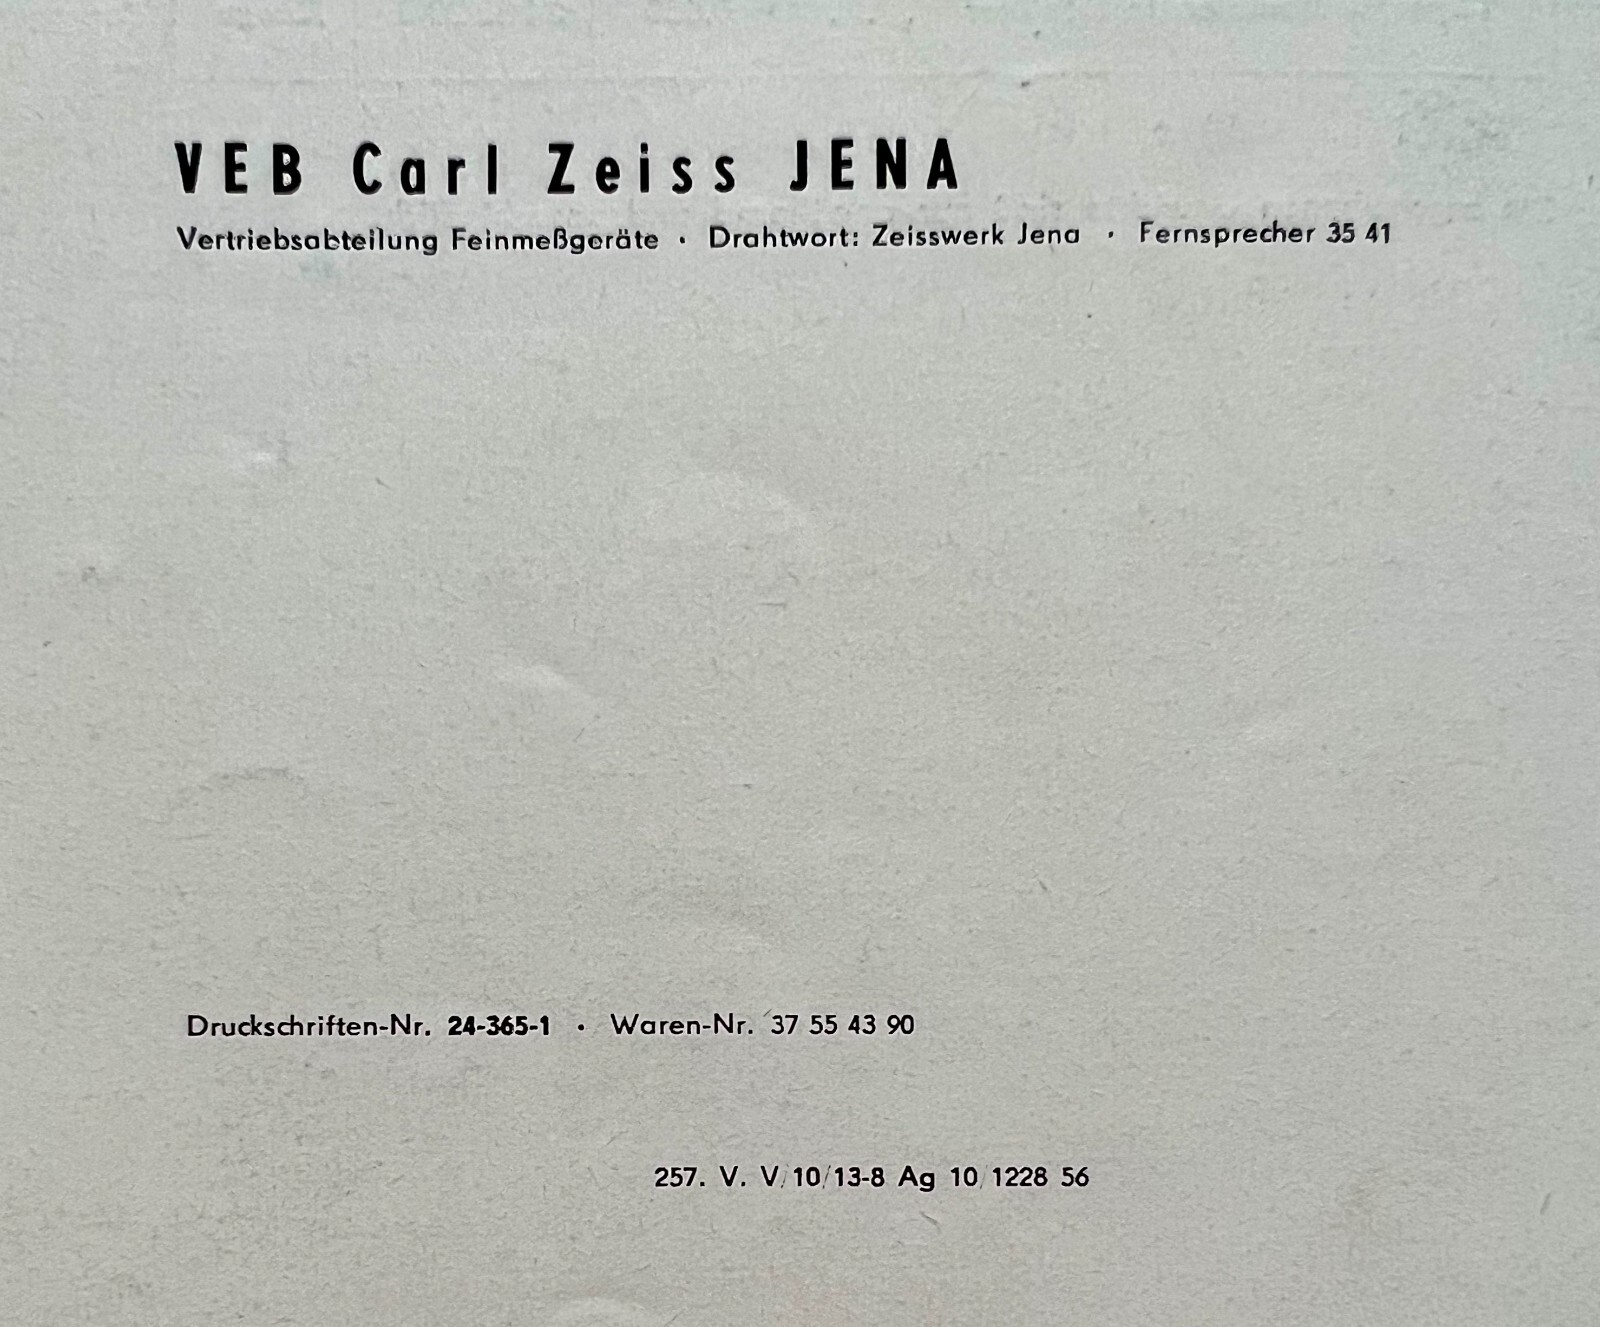 VEB Carl Zeiss JENA
Vertriebsabteilung Feinmeßgeräte · Drahtwort: Zeisswerk Jena · Fernsprecher 35 41
Druckschriften-Nr. 24-365-1 · Waren-Nr. 37 55 43 90
257. V. V/10/13-8 Ag 10/1228 56